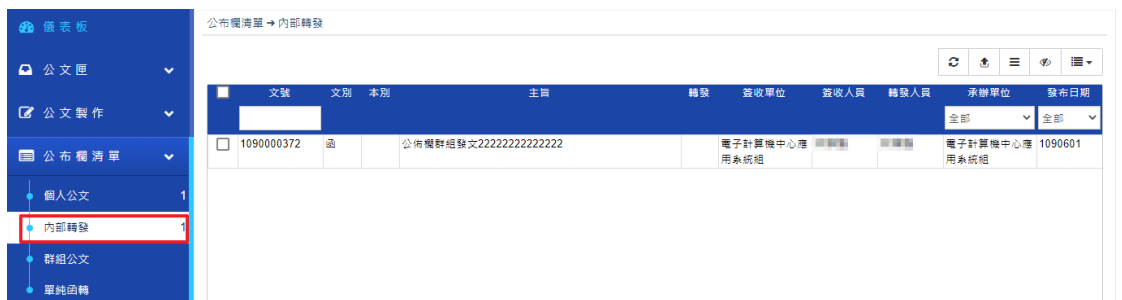 儀表板
公文匣
公文製作
公布欄清單
個人公文 1
內部轉發 1
群組公文
單純函轉
公布欄清單 ➔ 內部轉發
文號 文別 本別 主旨 轉發 簽收單位 簽收人員 轉發人員 承辦單位 發布日期
全部 全部
1090000372 函 公佈欄群組發文22222222222222 電子計算機中心應 電子計算機中心應 1090601
用系統組 用系統組